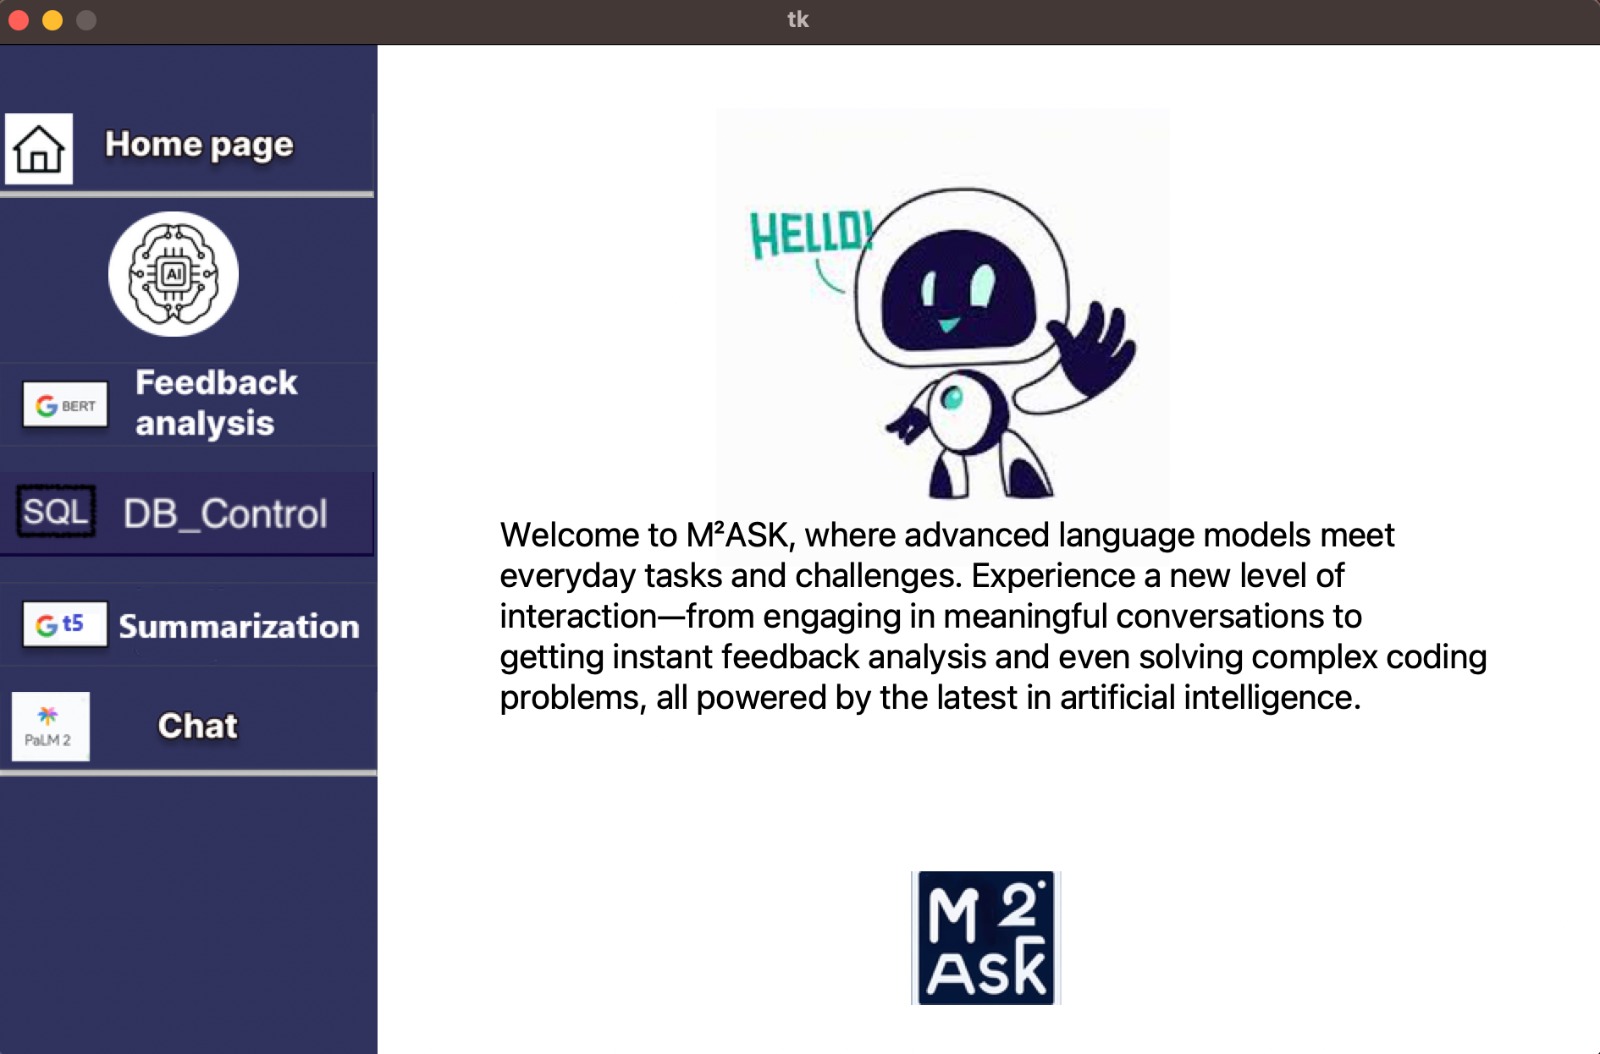 tk
Home page
AI
BERT
Feedback
analysis
SQL DB_Control
t5 Summarization
PaLM 2
Chat
HELLO!
Welcome to M²ASK, where advanced language models meet
everyday tasks and challenges. Experience a new level of
interaction—from engaging in meaningful conversations to
getting instant feedback analysis and even solving complex coding
problems, all powered by the latest in artificial intelligence.
M 2
ASK